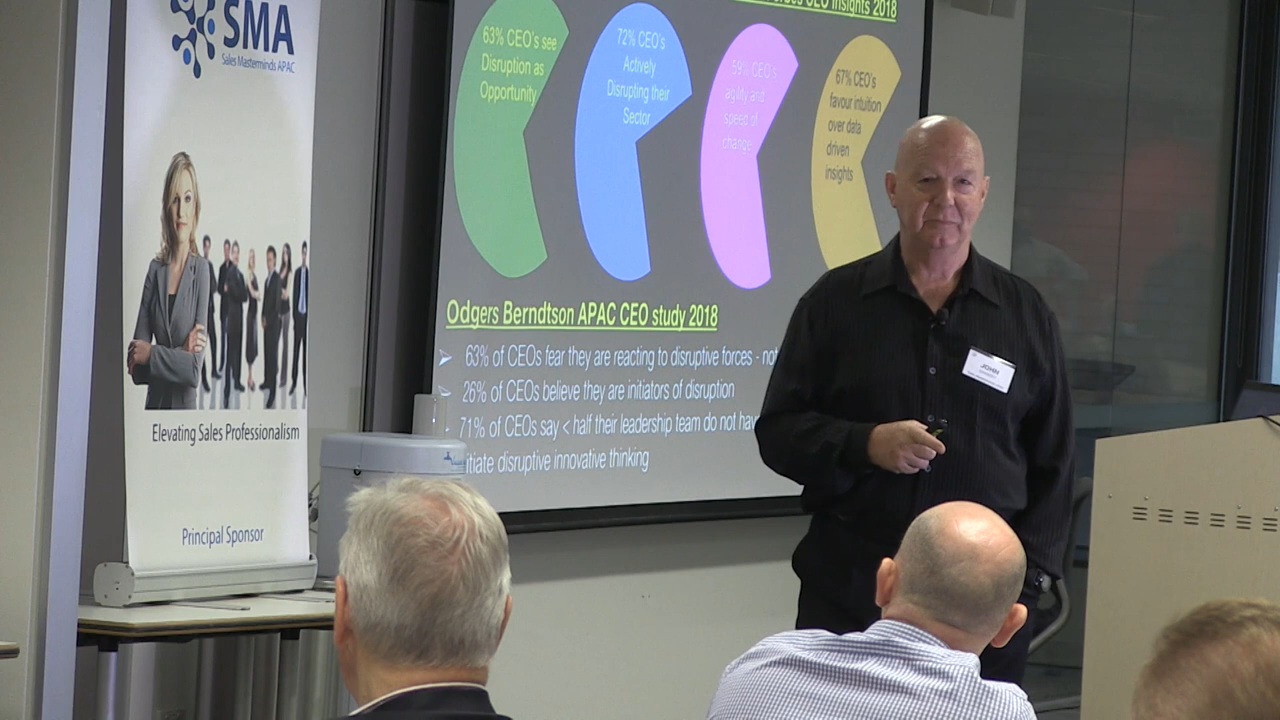 SMA
Sales Masterminds APAC
Elevating Sales Professionalism
Principal Sponsor
CEO Insights 2018
63% CEO's see
Disruption as
Opportunity
72% CEO's
Actively
Disrupting their
Sector
59% CEO's
agility and
speed of
change
67% CEO's
favour intuition
over data
driven
insights
Odgers Berndtson APAC CEO study 2018
63% of CEOs fear they are reacting to disruptive forces - not
26% of CEOs believe they are initiators of disruption
71% of CEOs say < half their leadership team do not hav
itiate disruptive innovative thinking
JOHN